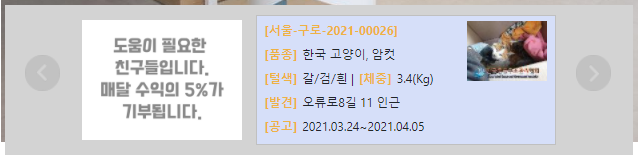 도움이 필요한
친구들입니다.
매달 수익의 5%가
기부됩니다.
[서울-구로-2021-00026]
[품종] 한국 고양이, 암컷
[털색] 갈/검/흰 | [체중] 3.4(Kg)
[발견] 오류로8길 11 인근
[공고] 2021.03.24~2021.04.05